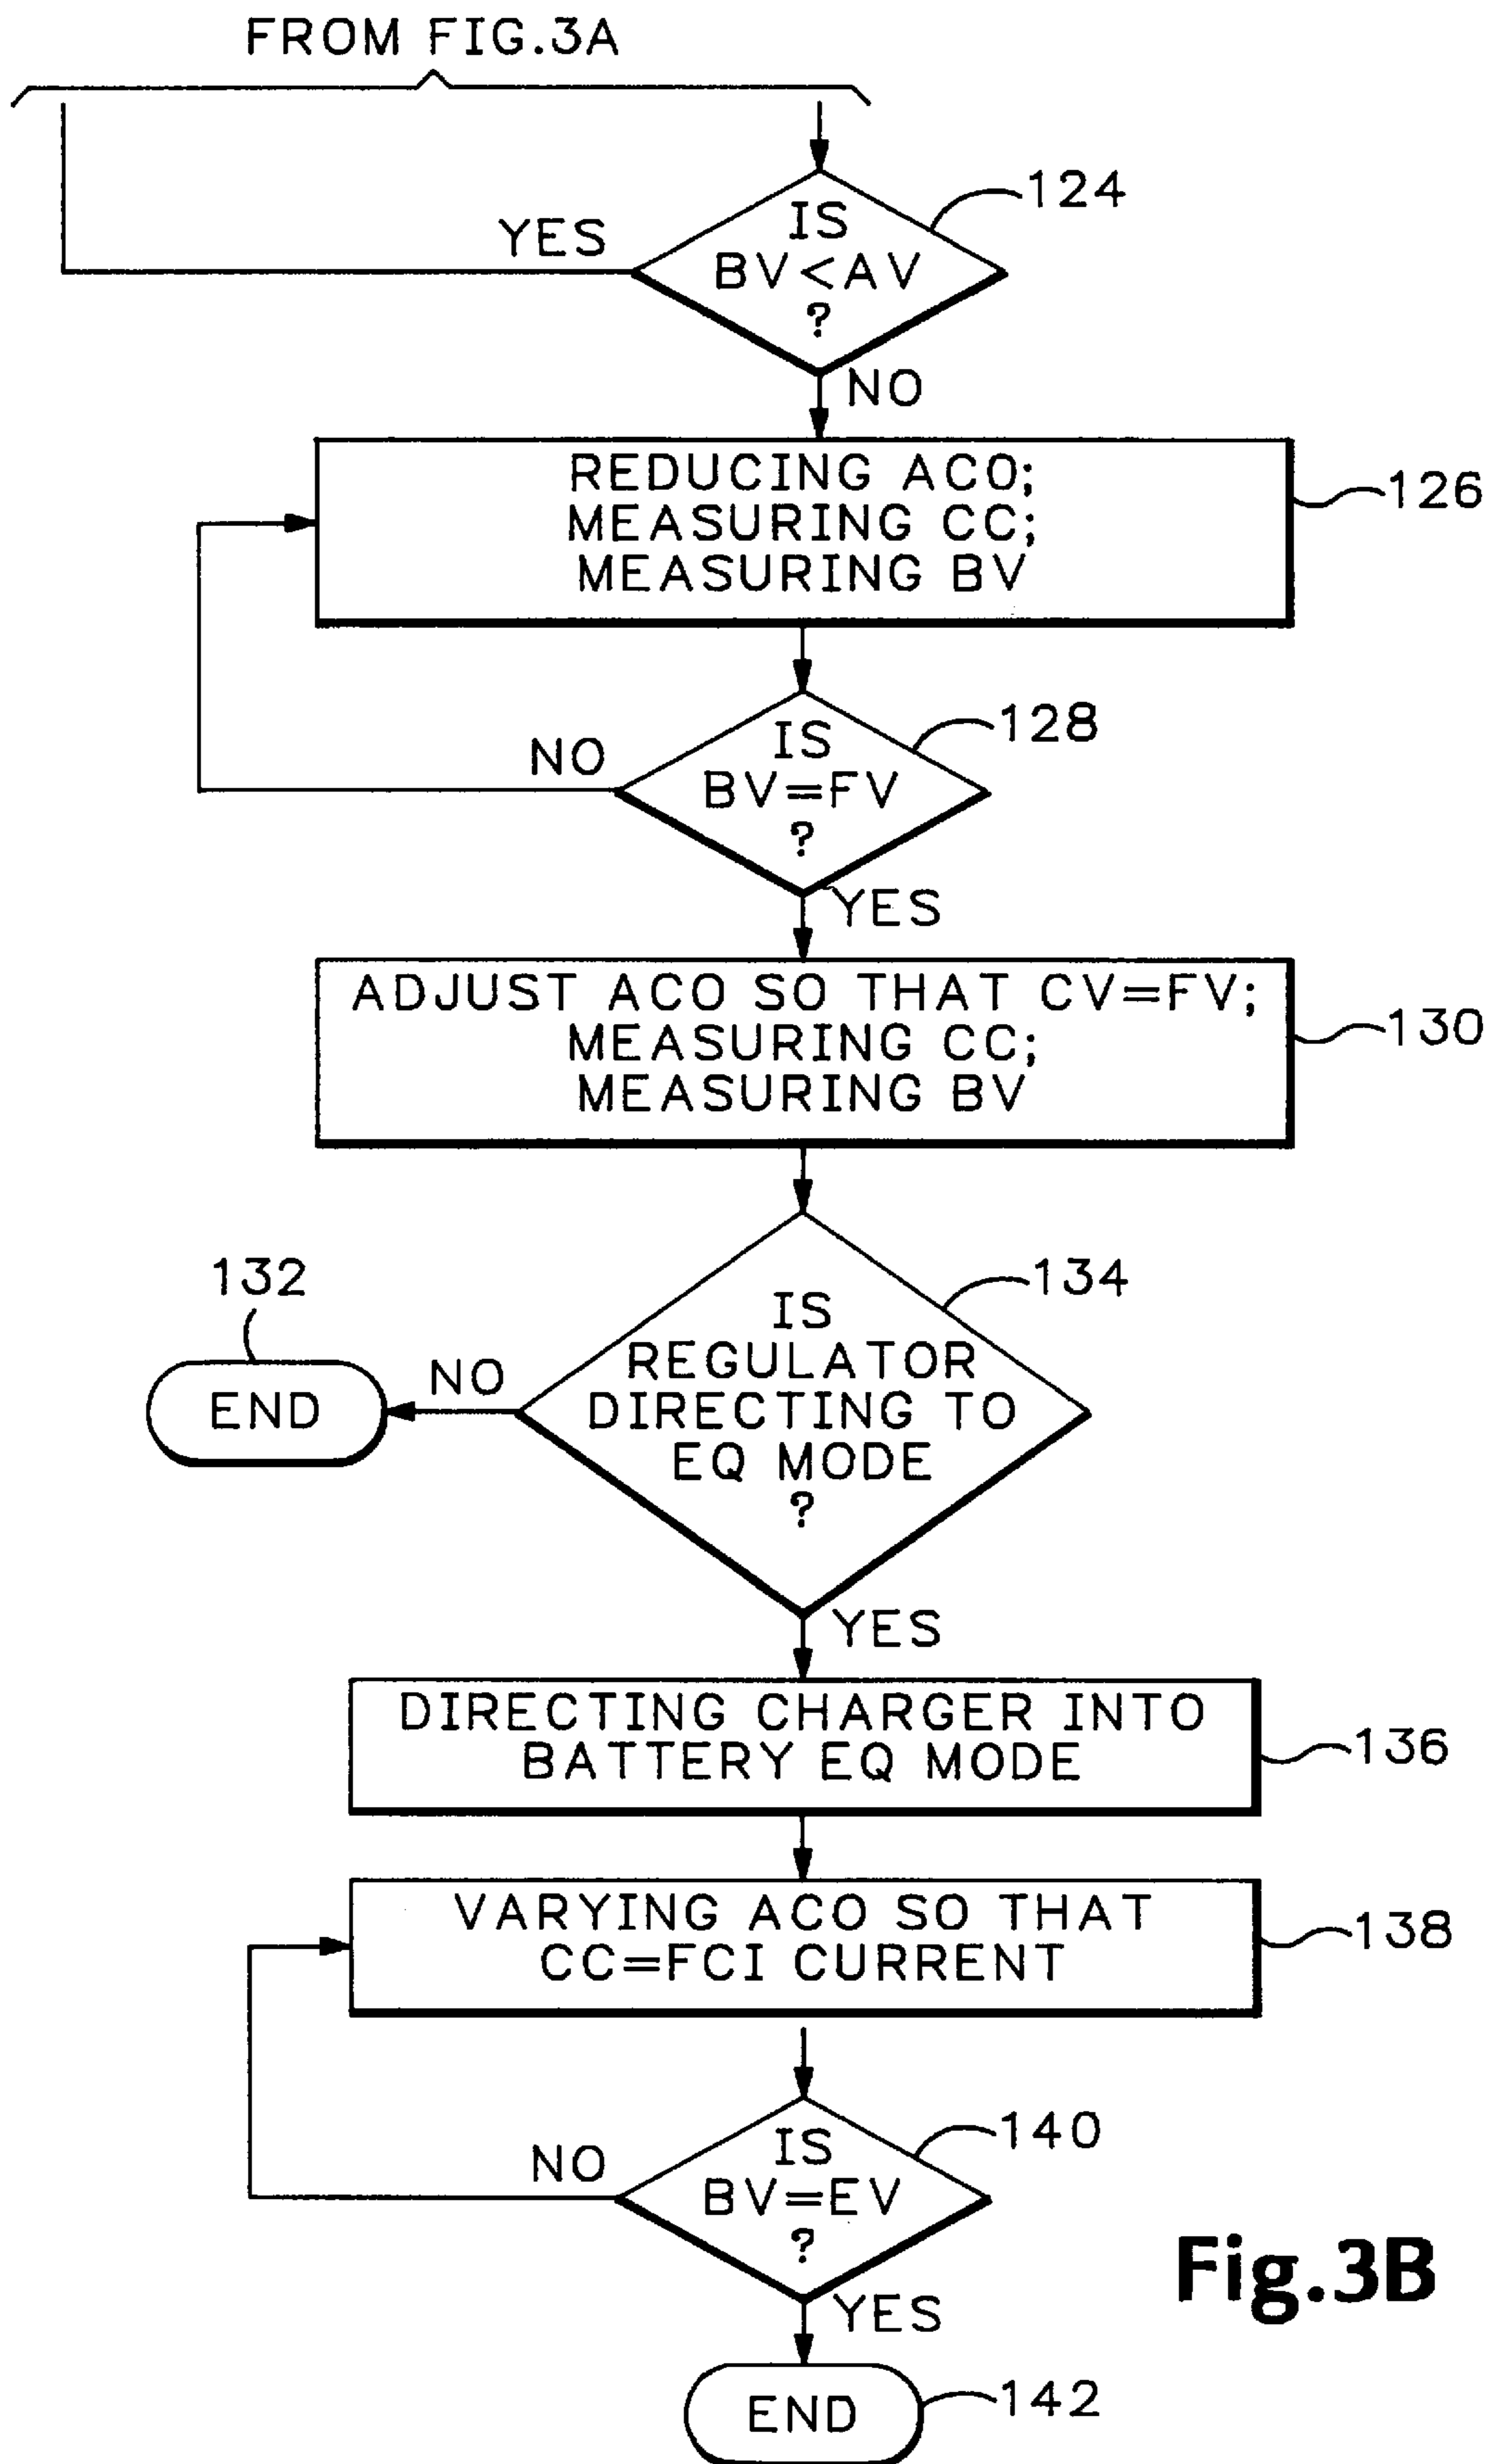 FROM FIG.3A
124
IS
BV<AV
?
YES
NO
REDUCING ACO;
MEASURING CC;
MEASURING BV
126
128
IS
BV=FV
?
NO
YES
ADJUST ACO SO THAT CV=FV;
MEASURING CC;
MEASURING BV
130
132
END
NO
134
IS
REGULATOR
DIRECTING TO
EQ MODE
?
YES
DIRECTING CHARGER INTO
BATTERY EQ MODE
136
VARYING ACO SO THAT
CC=FCI CURRENT
138
140
IS
BV=EV
?
NO
YES
END
142
Fig.3B